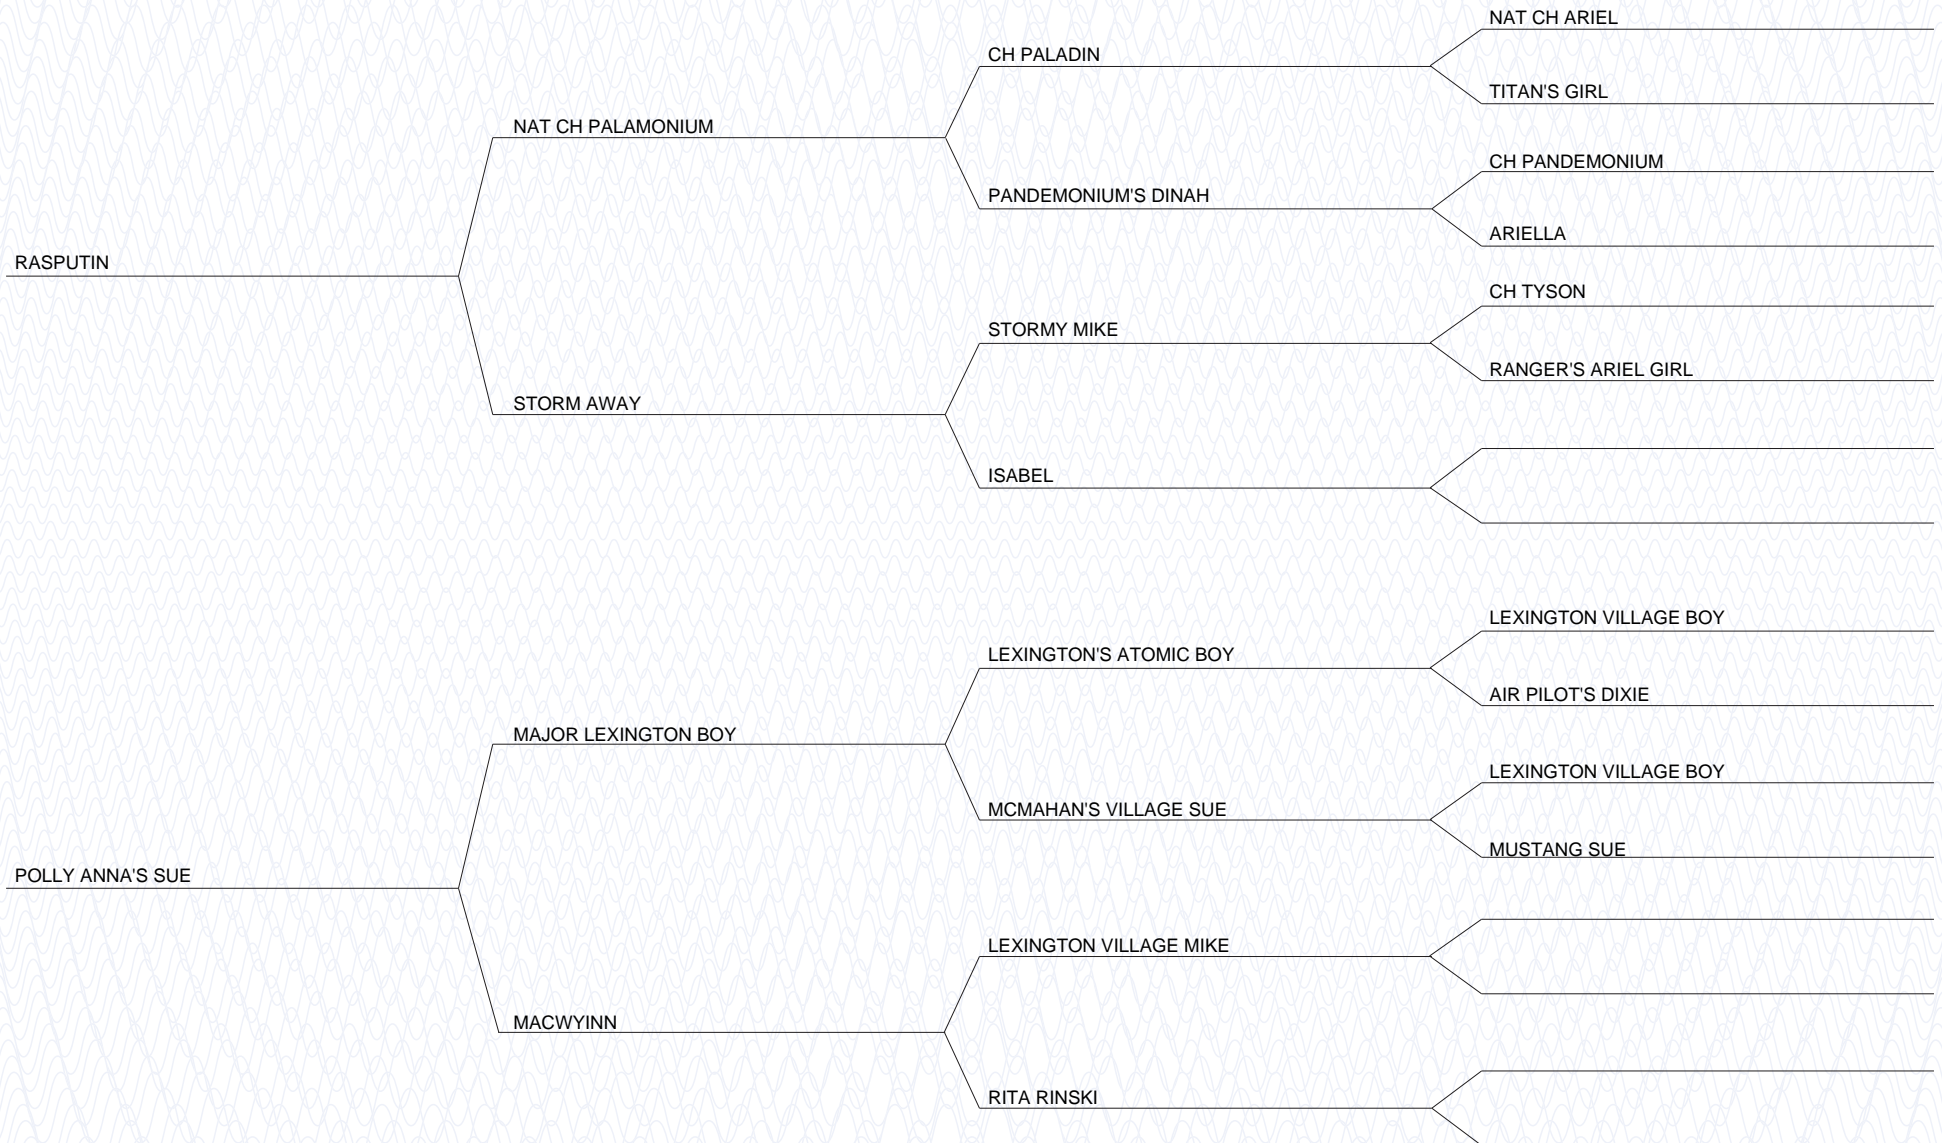 NAT CH ARIEL
CH PALADIN
TITAN'S GIRL
NAT CH PALAMONIUM
CH PANDEMONIUM
PANDEMONIUM'S DINAH
ARIELLA
RASPUTIN
CH TYSON
STORMY MIKE
RANGER'S ARIEL GIRL
STORM AWAY
ISABEL
LEXINGTON VILLAGE BOY
LEXINGTON'S ATOMIC BOY
AIR PILOT'S DIXIE
MAJOR LEXINGTON BOY
LEXINGTON VILLAGE BOY
MCMAHAN'S VILLAGE SUE
MUSTANG SUE
POLLY ANNA'S SUE
LEXINGTON VILLAGE MIKE
MACWYINN
RITA RINSKI